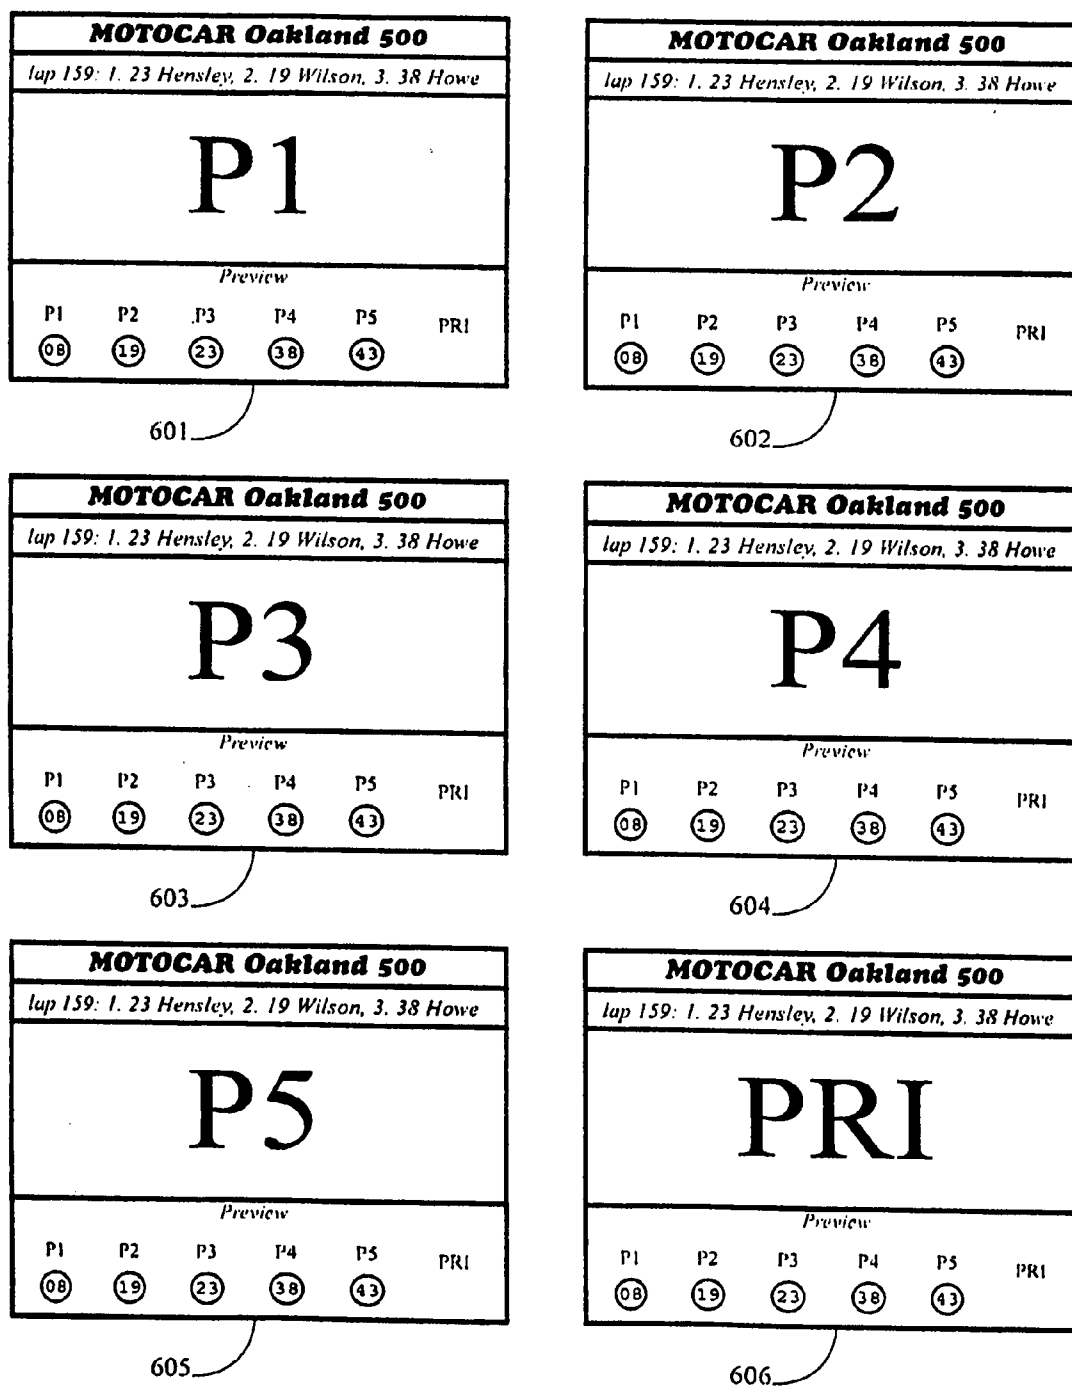 MOTOCAR Oakland 500
lap 159: 1. 23 Hensley, 2. 19 Wilson, 3. 38 Howe
P1
Preview
P1 P2 P3 P4 P5 PRI
08 19 23 38 43
601
MOTOCAR Oakland 500
lap 159: 1. 23 Hensley, 2. 19 Wilson, 3. 38 Howe
P2
Preview
P1 P2 P3 P4 P5 PRI
08 19 23 38 43
602
MOTOCAR Oakland 500
lap 159: 1. 23 Hensley, 2. 19 Wilson, 3. 38 Howe
P3
Preview
P1 P2 P3 P4 P5 PRI
08 19 23 38 43
603
MOTOCAR Oakland 500
lap 159: 1. 23 Hensley, 2. 19 Wilson, 3. 38 Howe
P4
Preview
P1 P2 P3 P4 P5 PRI
08 19 23 38 43
604
MOTOCAR Oakland 500
lap 159: 1. 23 Hensley, 2. 19 Wilson, 3. 38 Howe
P5
Preview
P1 P2 P3 P4 P5 PRI
08 19 23 38 43
605
MOTOCAR Oakland 500
lap 159: 1. 23 Hensley, 2. 19 Wilson, 3. 38 Howe
PRI
Preview
P1 P2 P3 P4 P5 PRI
08 19 23 38 43
606